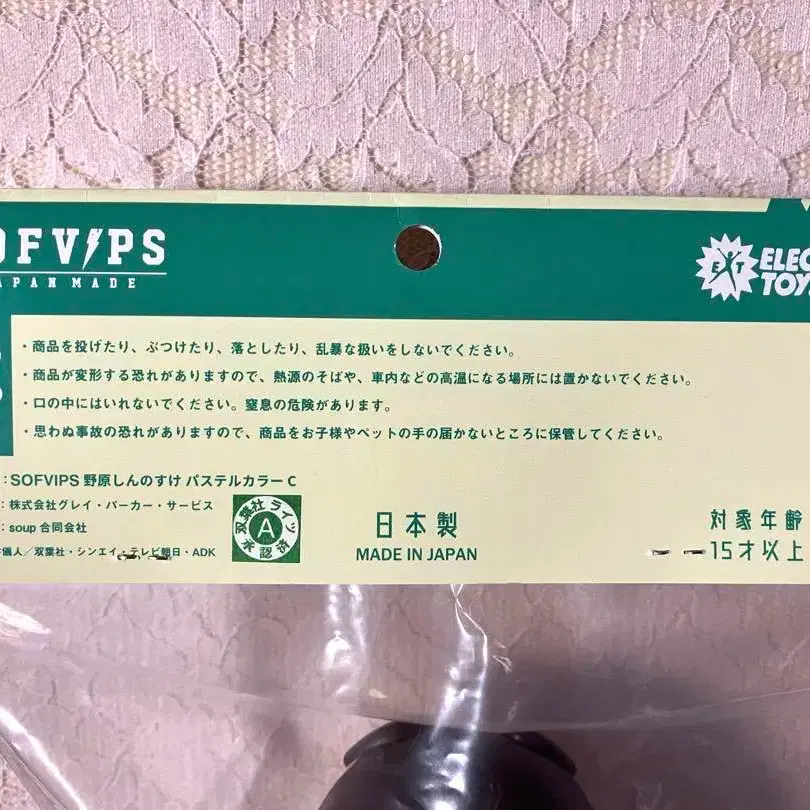 OFVIPS
APAN MADE
ELEC
TOY
・商品を投げたり、ぶつけたり、落としたり、乱暴な扱いをしないでください。
・商品が変形する恐れがありますので、熱源のそばや、車内などの高温になる場所には置かないでください。
・口の中にはいれないでください。窒息の危険があります。
・思わぬ事故の恐れがありますので、商品をお子様やペットの手の届かないところに保管してください。
：SOFVIPS 野原しんのすけ パステルカラー C
：株式会社グレイ・パーカー・サービス
：soup 合同会社
儀人／双葉社・シンエイ・テレビ朝日・ADK
双葉社 ライツ
A
承認済
日本製
MADE IN JAPAN
対象年齢
15才以上